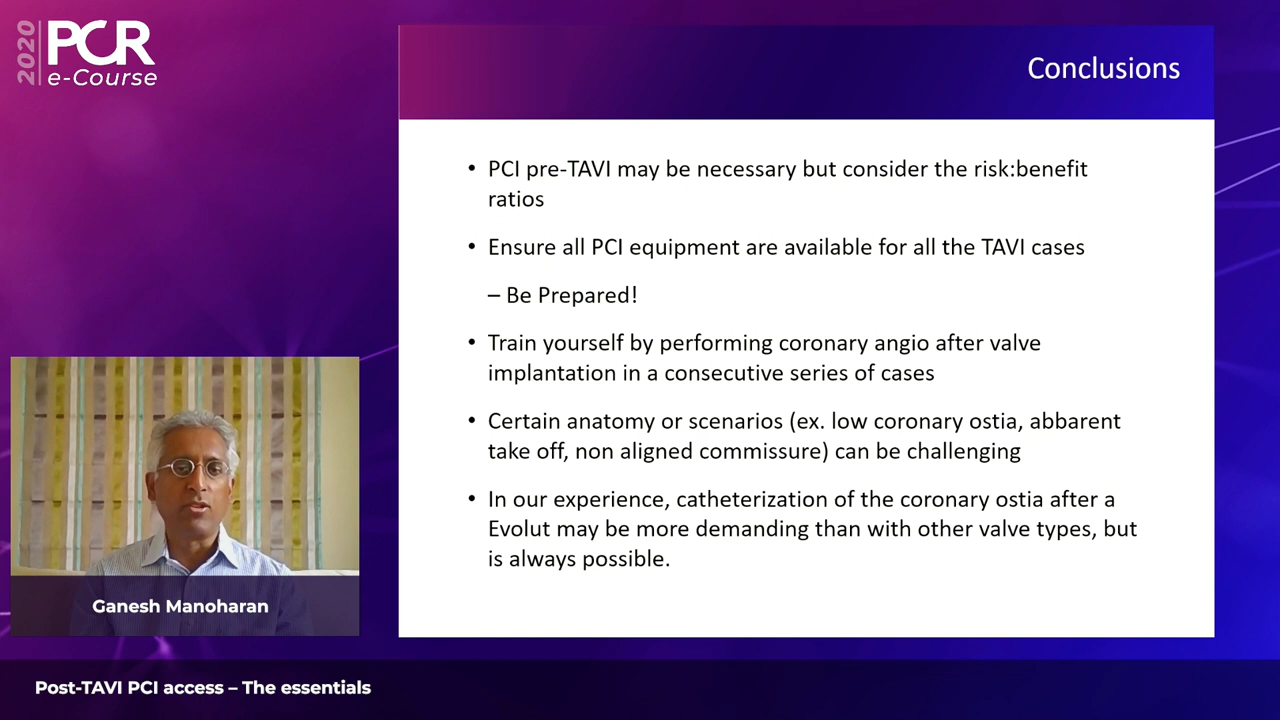 2020
PCR
e-Course
Conclusions
• PCI pre-TAVI may be necessary but consider the risk:benefit
ratios
• Ensure all PCI equipment are available for all the TAVI cases
– Be Prepared!
• Train yourself by performing coronary angio after valve
implantation in a consecutive series of cases
• Certain anatomy or scenarios (ex. low coronary ostia, abbarent
take off, non aligned commissure) can be challenging
• In our experience, catheterization of the coronary ostia after a
Evolut may be more demanding than with other valve types, but
is always possible.
Ganesh Manoharan
Post-TAVI PCI access – The essentials